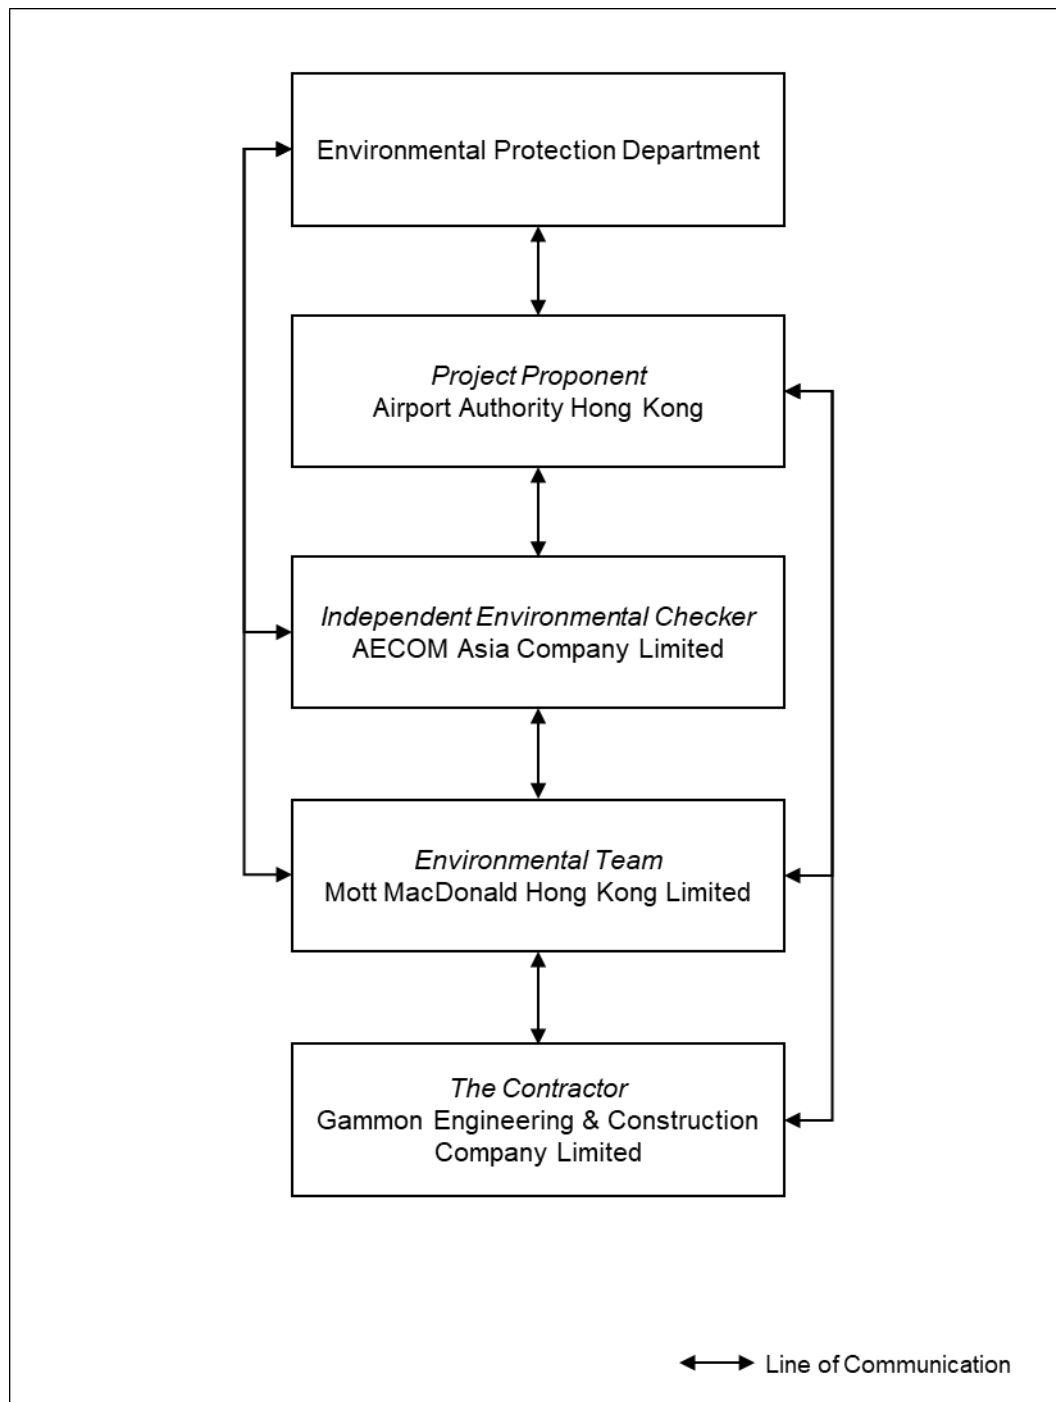 Environmental Protection Department
Project Proponent
Airport Authority Hong Kong
Independent Environmental Checker
AECOM Asia Company Limited
Environmental Team
Mott MacDonald Hong Kong Limited
The Contractor
Gammon Engineering & Construction
Company Limited
Line of Communication